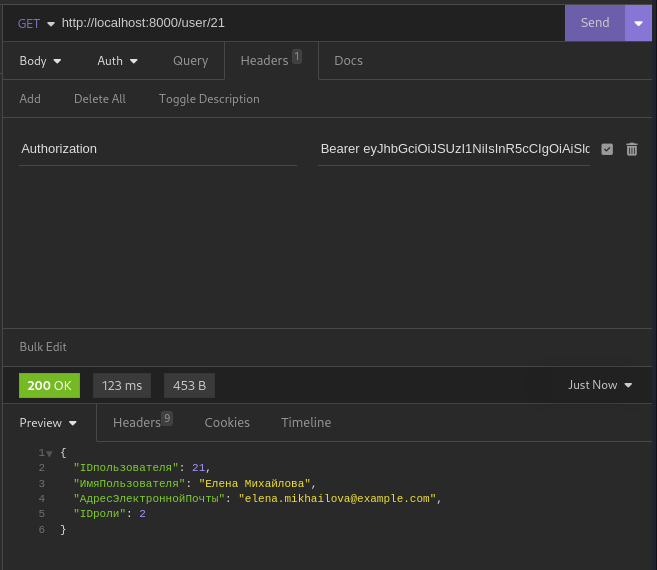 GET http://localhost:8000/user/21 Send
Body Auth Query Headers 1 Docs
Add Delete All Toggle Description
Authorization Bearer eyJhbGciOiJSUzI1NiIsInR5cCIgOiAiSlc
Bulk Edit
200 OK 123 ms 453 B Just Now
Preview Headers 9 Cookies Timeline
1 {
2 "IDпользователя": 21,
3 "ИмяПользователя": "Елена Михайлова",
4 "АдресЭлектроннойПочты": "elena.mikhailova@example.com",
5 "IDроли": 2
6 }